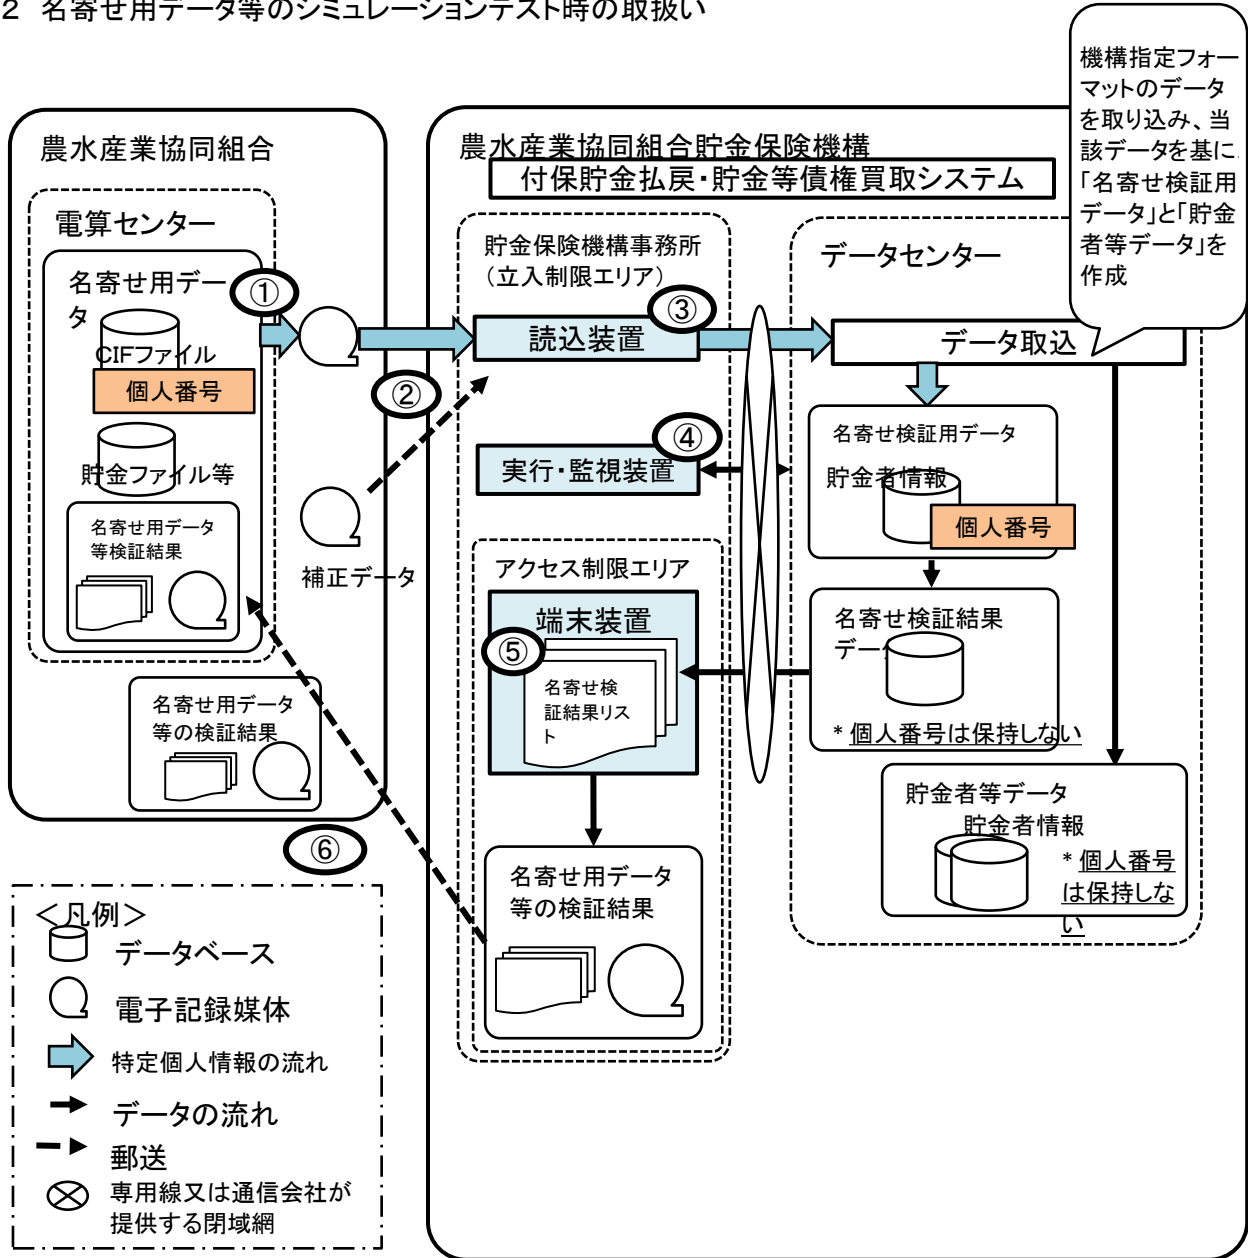 2 名寄せ用データ等のシミュレーションテスト時の取扱い
機構指定フォー
マットのデータ
を取り込み、当
該データを基に
「名寄せ検証用
データ」と「貯金
者等データ」を
作成
農水産業協同組合
電算センター
名寄せ用デー
タ
①
CIFファイル
個人番号
貯金ファイル等
名寄せ用データ
等検証結果
名寄せ用データ
等の検証結果
②
補正データ
農水産業協同組合貯金保険機構
付保貯金払戻・貯金等債権買取システム
貯金保険機構事務所
(立入制限エリア)
③
読込装置
④
実行・監視装置
アクセス制限エリア
端末装置
⑤
名寄せ検
証結果リス
ト
名寄せ用データ
等の検証結果
データセンター
データ取込
名寄せ検証用データ
貯金者情報
個人番号
名寄せ検証結果
デー
* 個人番号は保持しない
貯金者等データ
貯金者情報
* 個人番号
は保持しな
い
⑥
＜凡例＞
データベース
電子記録媒体
特定個人情報の流れ
データの流れ
郵送
専用線又は通信会社が
提供する閉域網